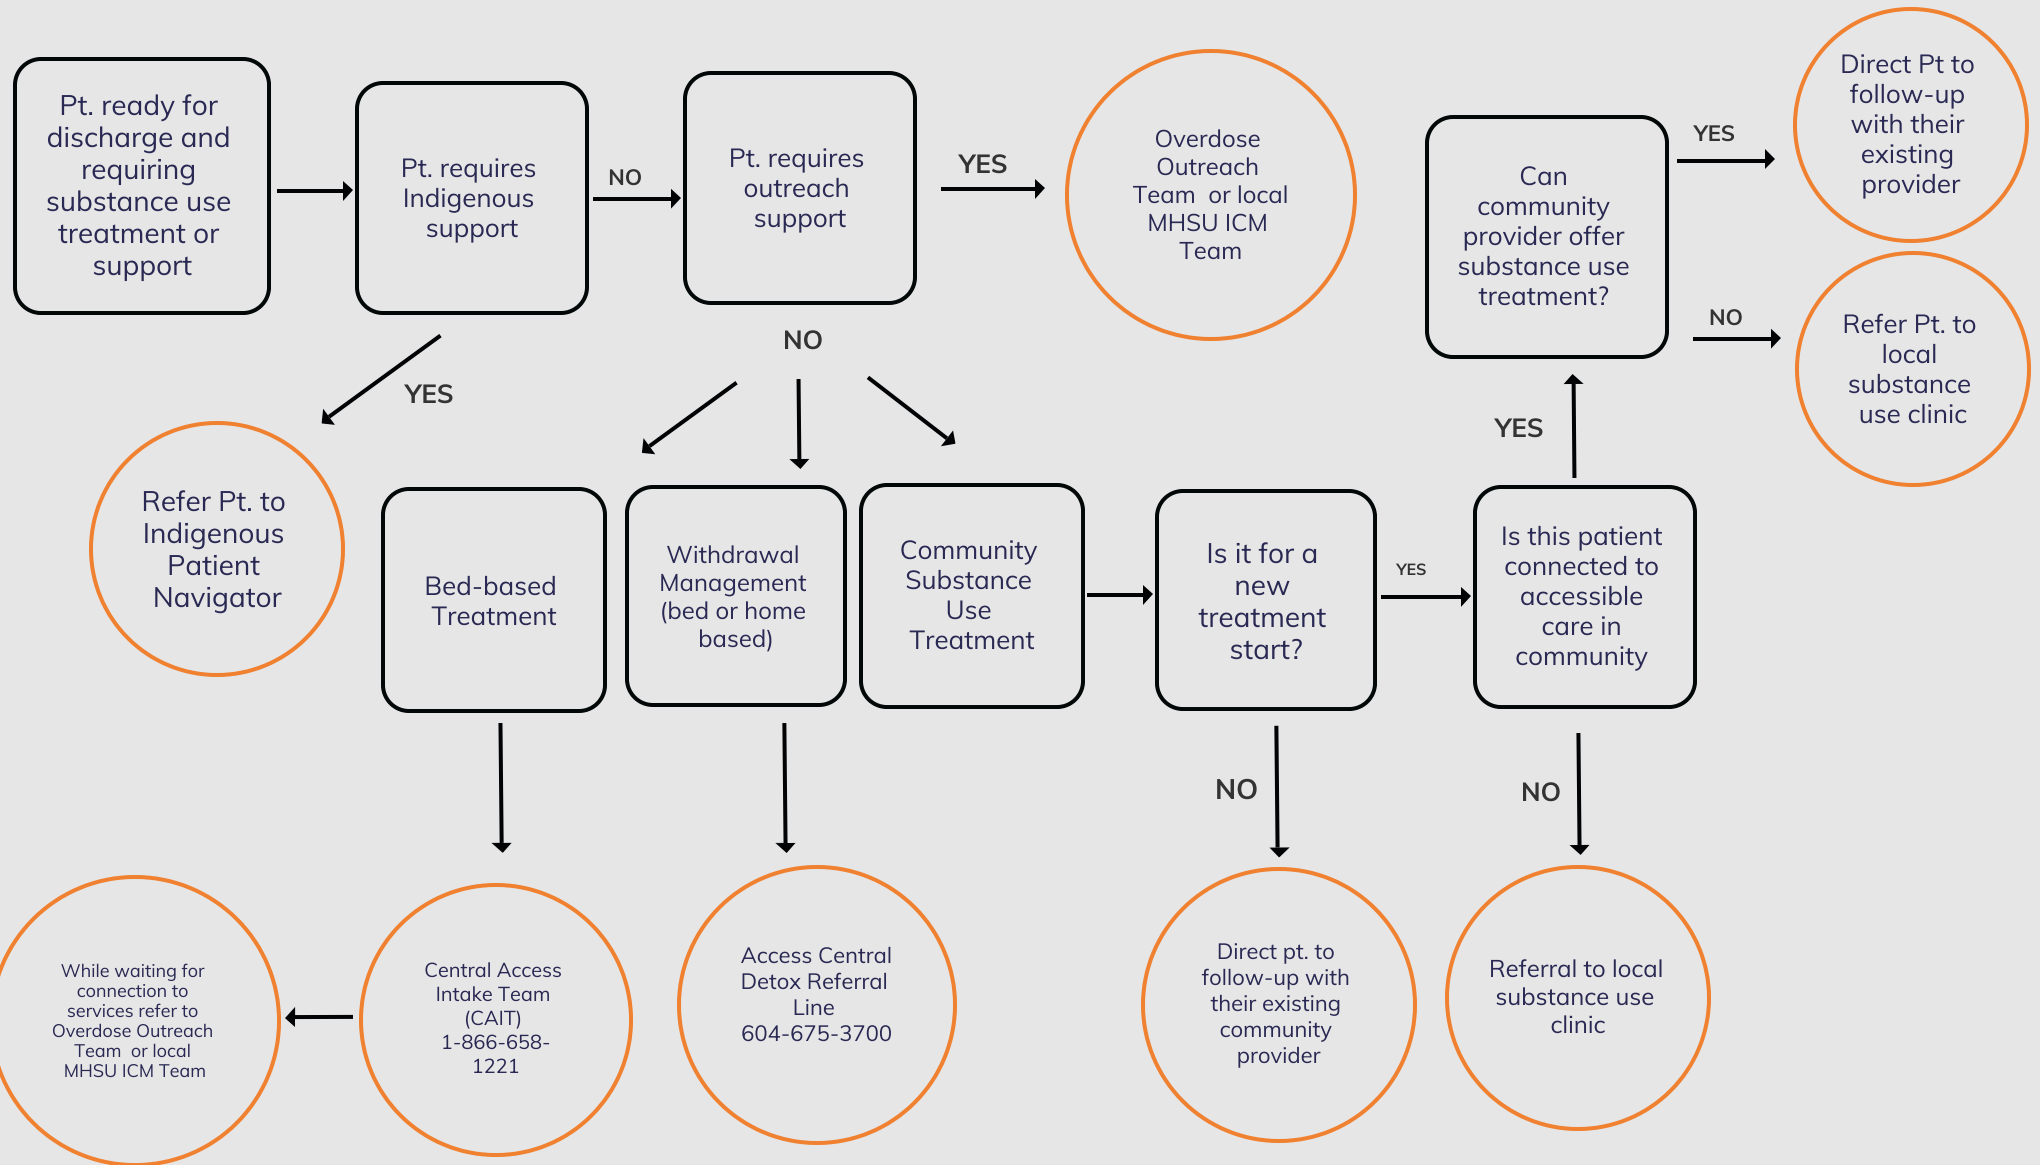 Pt. ready for
discharge and
requiring
substance use
treatment or
support
Pt. requires
Indigenous
support
NO
Pt. requires
outreach
support
YES
Overdose
Outreach
Team or local
MHSU ICM
Team
Can
community
provider offer
substance use
treatment?
YES
Direct Pt to
follow-up
with their
existing
provider
NO
Refer Pt. to
local
substance
use clinic
YES
NO
YES
Refer Pt. to
Indigenous
Patient
Navigator
Bed-based
Treatment
Withdrawal
Management
(bed or home
based)
Community
Substance
Use
Treatment
Is it for a
new
treatment
start?
YES
Is this patient
connected to
accessible
care in
community
NO
NO
While waiting for
connection to
services refer to
Overdose Outreach
Team or local
MHSU ICM Team
Central Access
Intake Team
(CAIT)
1-866-658-
1221
Access Central
Detox Referral
Line
604-675-3700
Direct pt. to
follow-up with
their existing
community
provider
Referral to local
substance use
clinic